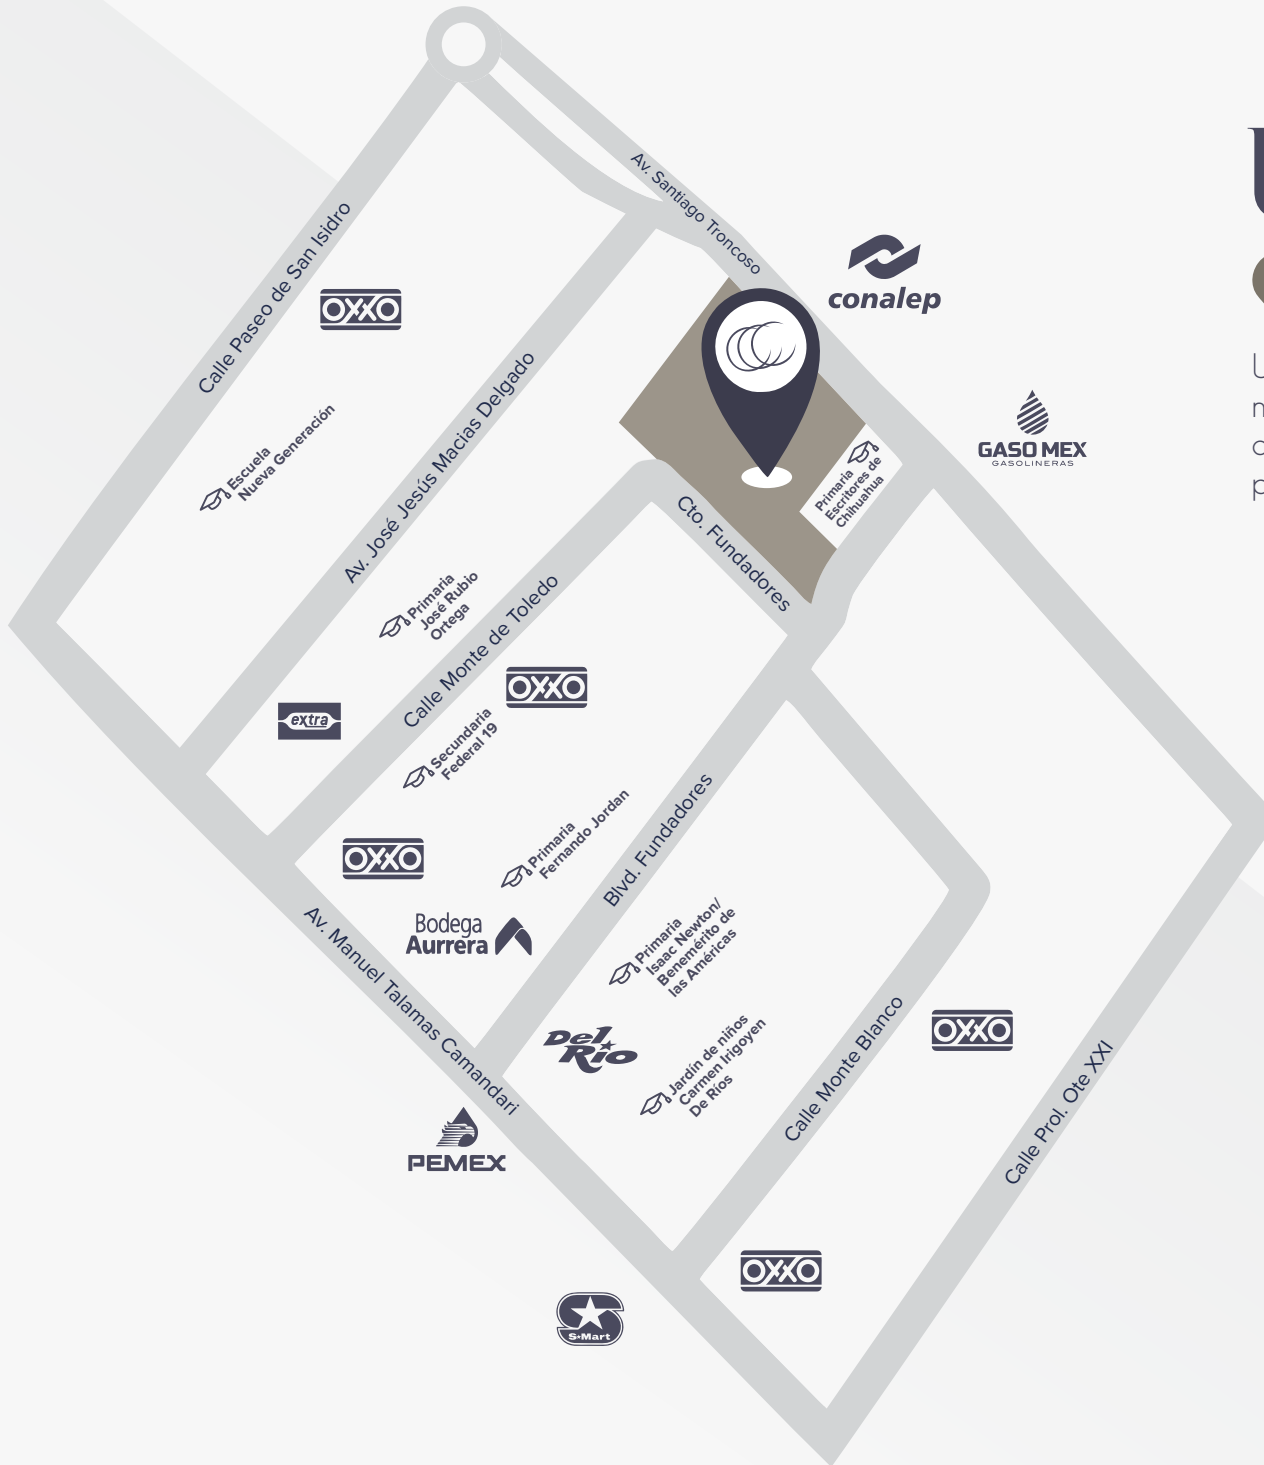 Av. Santiago Troncoso
conalep
Calle Paseo de San Isidro
OXXO
GASO MEX
GASOLINERAS
Av. José Jesús Macias Delgado
Escuela
Nueva Generación
Primaria
Escritores de
Chihuahua
Cto. Fundadores
Primaria
José Rubio
Ortega
Calle Monte de Toledo
OXXO
extra
Secundaria
Federal 19
Primaria
Fernando Jordan
Blvd. Fundadores
OXXO
Bodega
Aurrera
Av. Manuel Talamas Camandari
Primaria
Isaac Newton/
Benemérito de
las Américas
Del
Rio
Jardín de niños
Carmen Irigoyen
De Ríos
Calle Monte Blanco
OXXO
Calle Prol. Ote XXI
PEMEX
OXXO
S★Mart